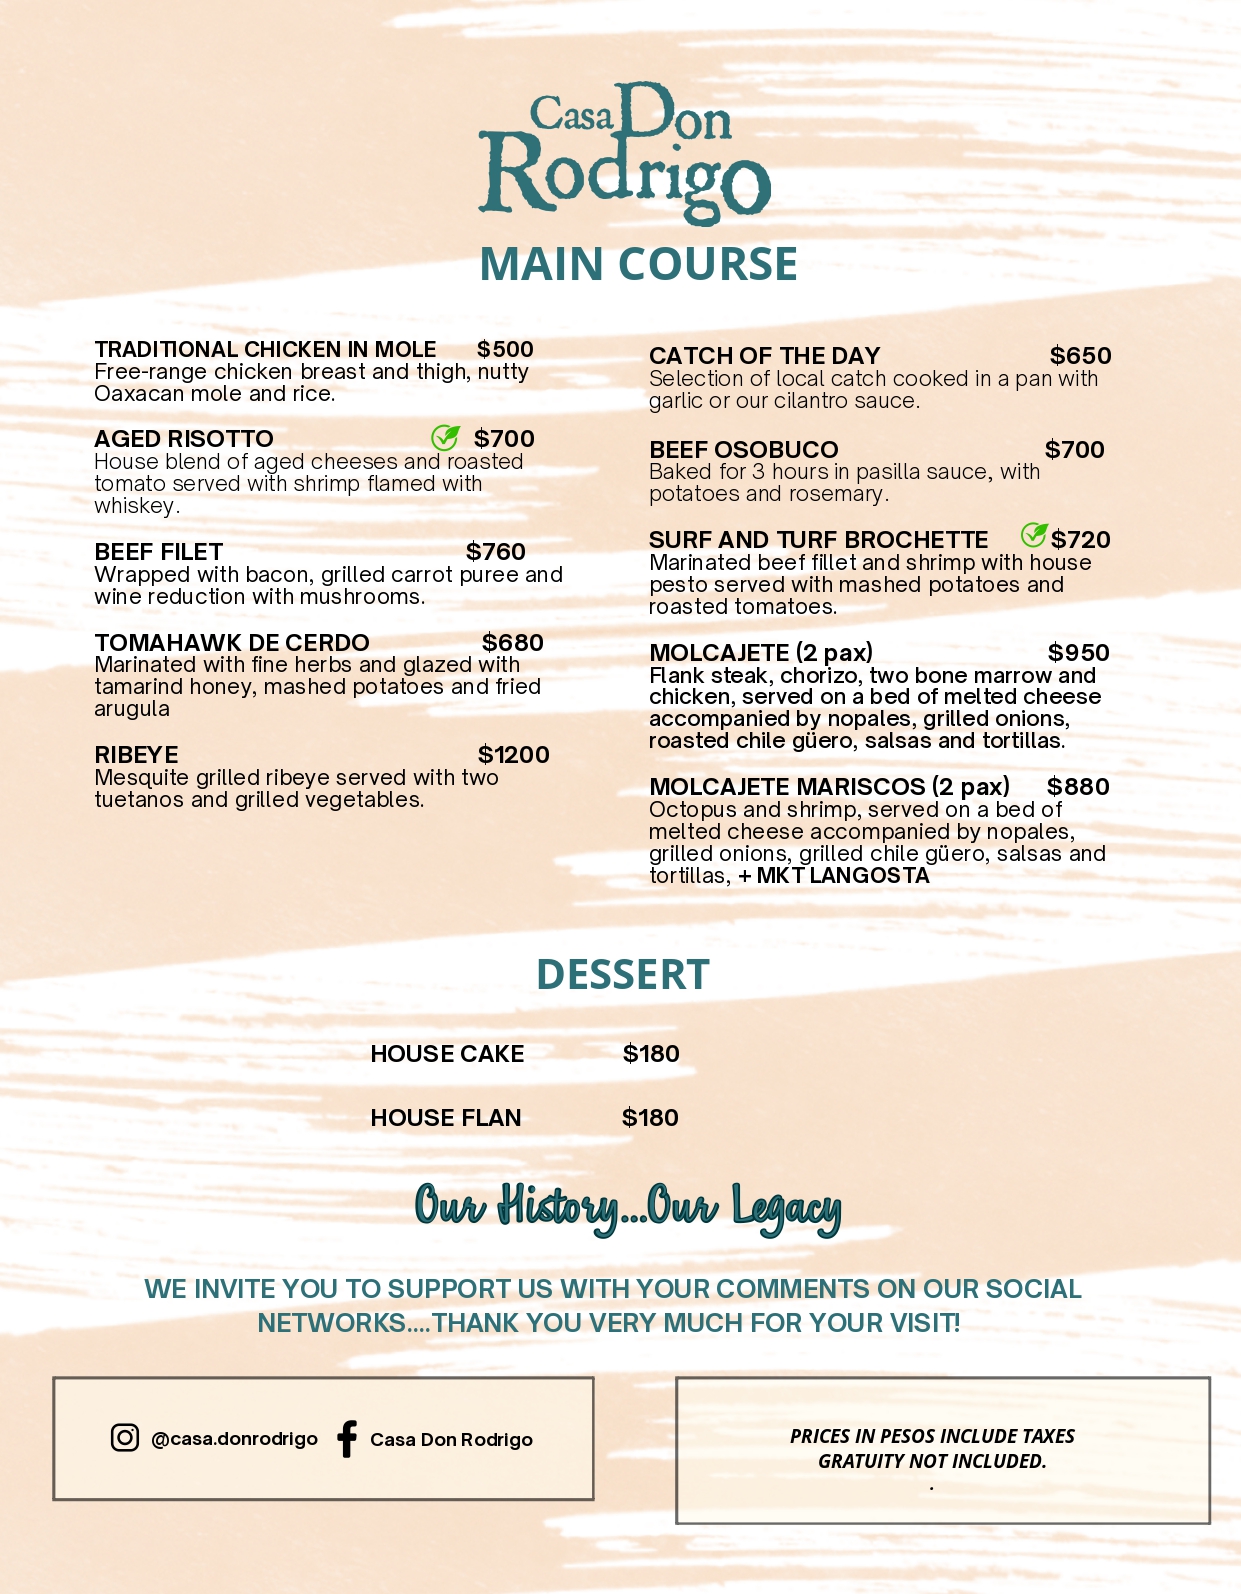 Casa Don
Rodrigo
MAIN COURSE
TRADITIONAL CHICKEN IN MOLE $500
Free-range chicken breast and thigh, nutty
Oaxacan mole and rice.
AGED RISOTTO $700
House blend of aged cheeses and roasted
tomato served with shrimp flamed with
whiskey.
BEEF FILET $760
Wrapped with bacon, grilled carrot puree and
wine reduction with mushrooms.
TOMAHAWK DE CERDO $680
Marinated with fine herbs and glazed with
tamarind honey, mashed potatoes and fried
arugula
RIBEYE $1200
Mesquite grilled ribeye served with two
tuetanos and grilled vegetables.
CATCH OF THE DAY $650
Selection of local catch cooked in a pan with
garlic or our cilantro sauce.
BEEF OSOBUCO $700
Baked for 3 hours in pasilla sauce, with
potatoes and rosemary.
SURF AND TURF BROCHETTE $720
Marinated beef fillet and shrimp with house
pesto served with mashed potatoes and
roasted tomatoes.
MOLCAJETE (2 pax) $950
Flank steak, chorizo, two bone marrow and
chicken, served on a bed of melted cheese
accompanied by nopales, grilled onions,
roasted chile güero, salsas and tortillas.
MOLCAJETE MARISCOS (2 pax) $880
Octopus and shrimp, served on a bed of
melted cheese accompanied by nopales,
grilled onions, grilled chile güero, salsas and
tortillas, + MKT LANGOSTA
DESSERT
HOUSE CAKE $180
HOUSE FLAN $180
Our History...Our Legacy
WE INVITE YOU TO SUPPORT US WITH YOUR COMMENTS ON OUR SOCIAL
NETWORKS....THANK YOU VERY MUCH FOR YOUR VISIT!
@casa.donrodrigo Casa Don Rodrigo
PRICES IN PESOS INCLUDE TAXES
GRATUITY NOT INCLUDED.
.